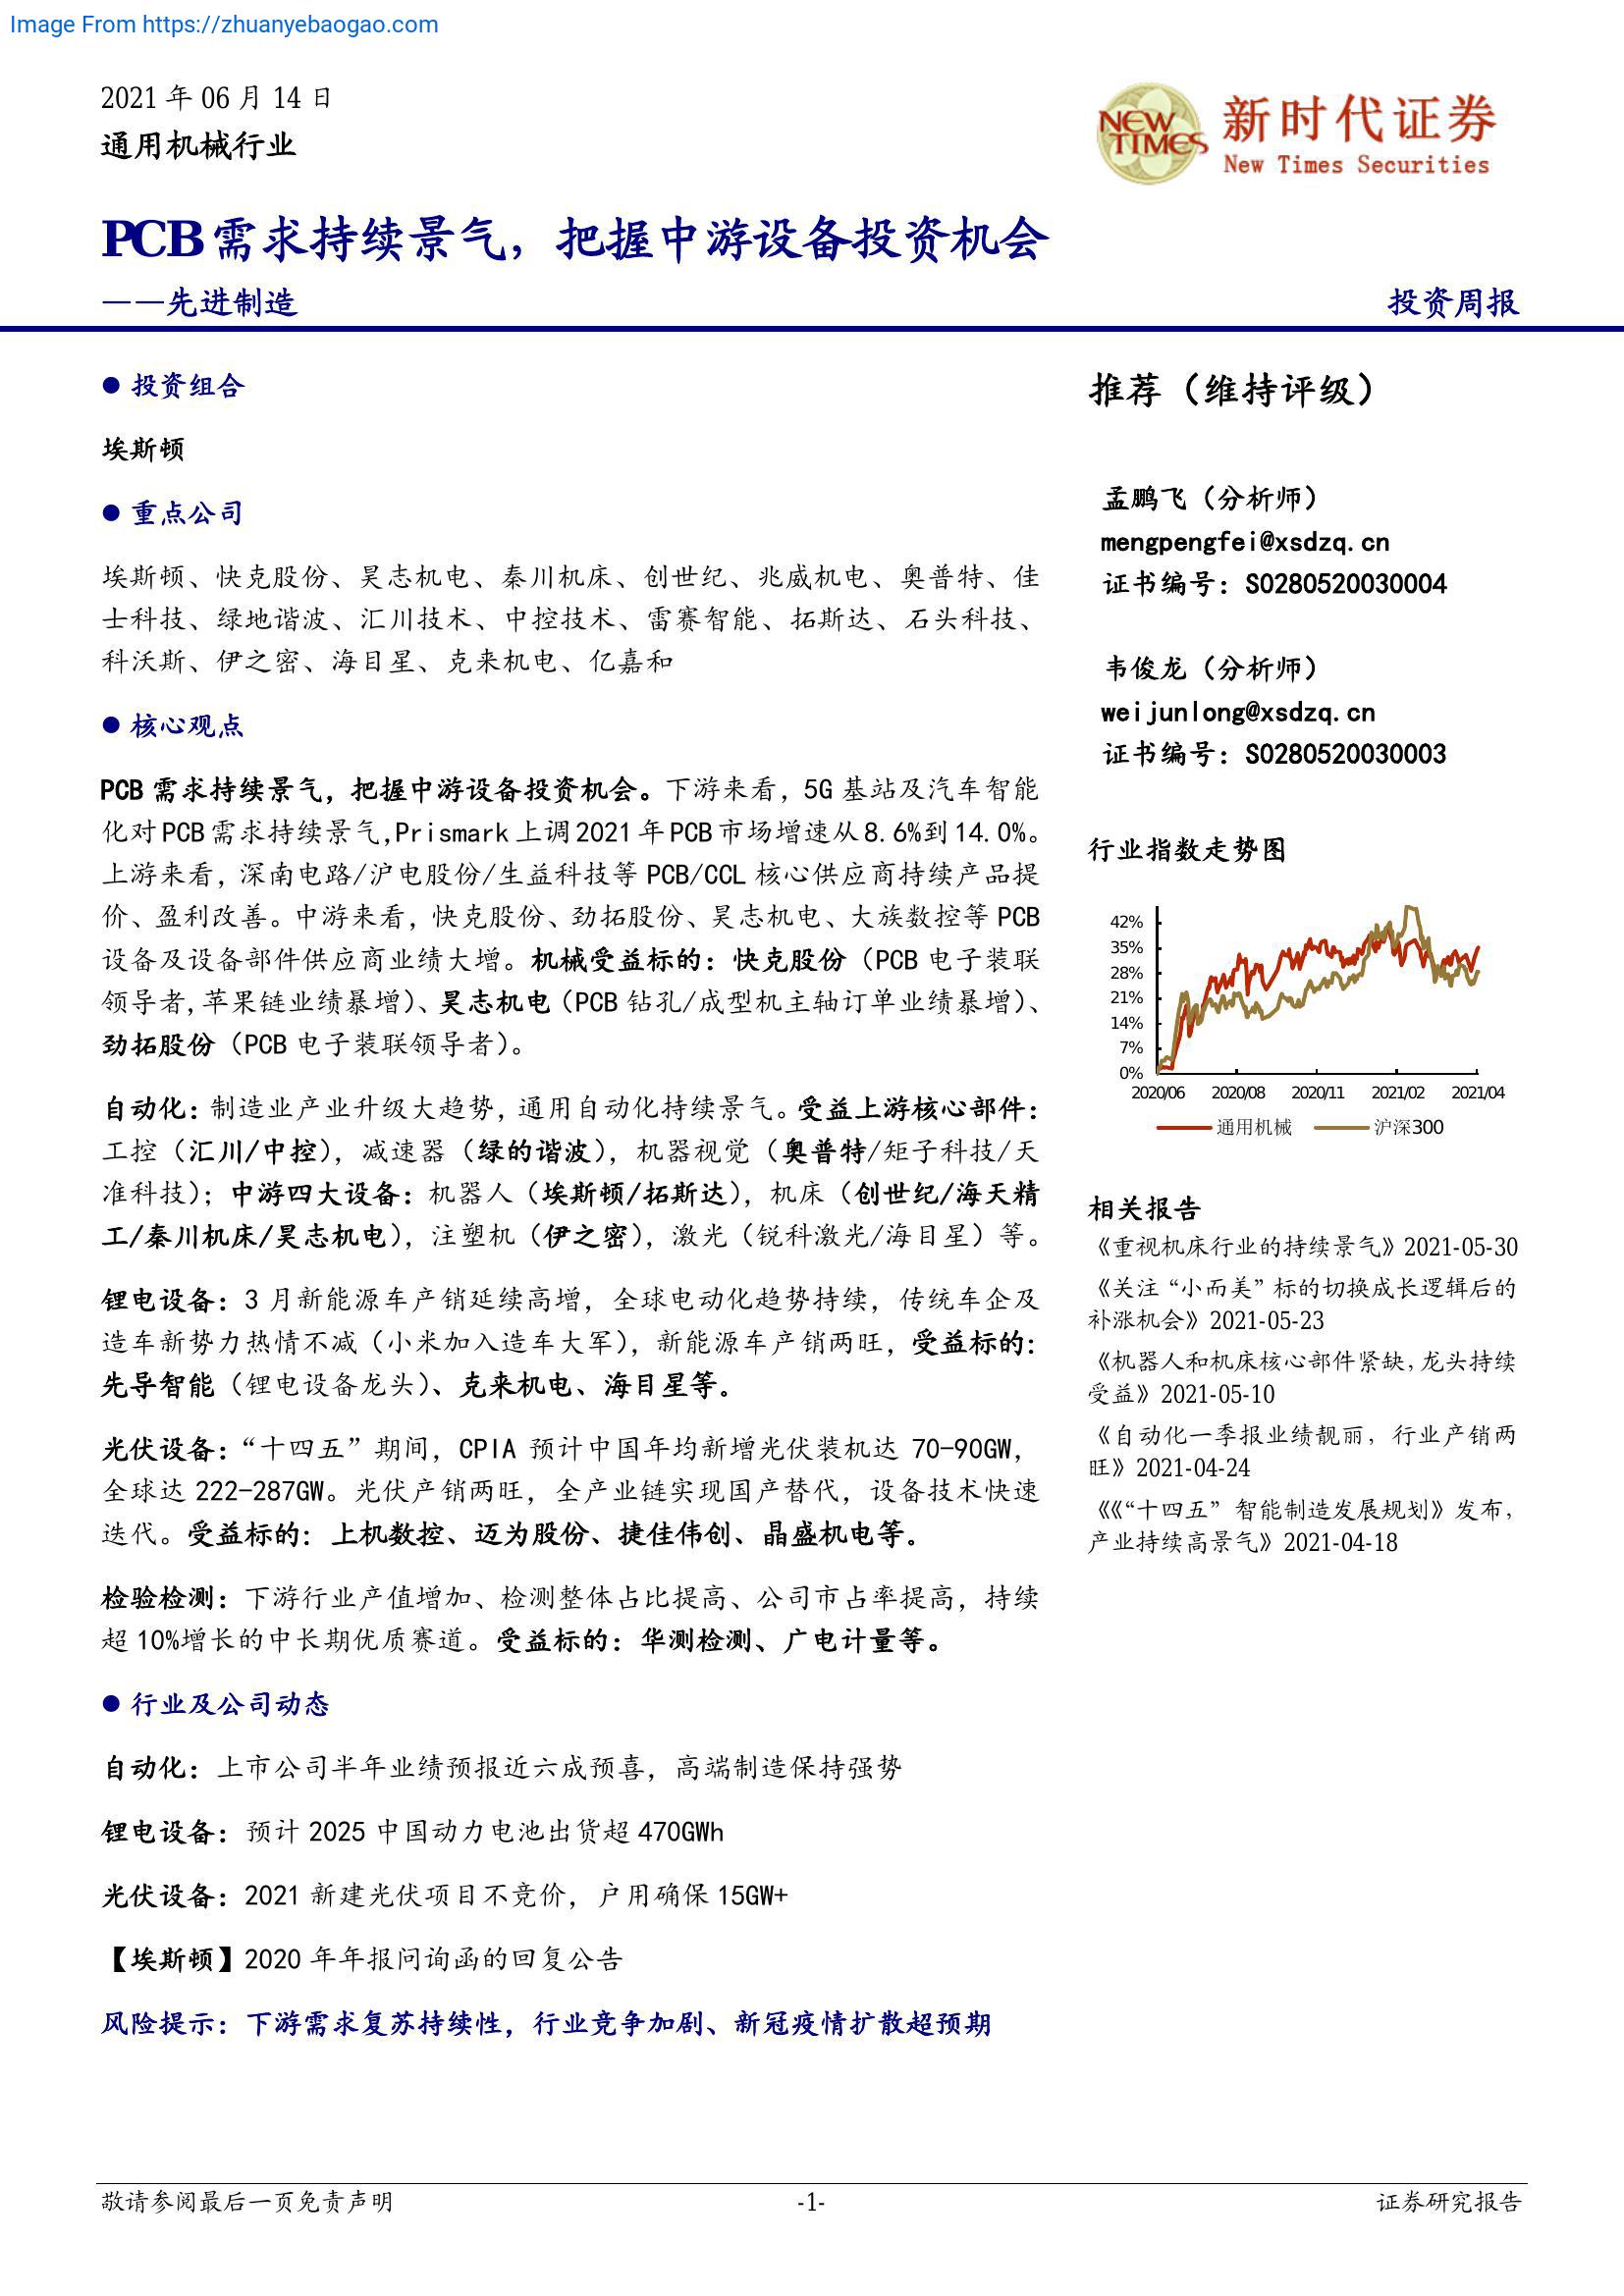 Image From https://zhuanyebaogao.com
2021 年 06 月 14 日
通用机械行业
NEW TIMES
新时代证券
New Times Securities
PCB 需求持续景气，把握中游设备投资机会
——先进制造
投资周报
● 投资组合
埃斯顿
● 重点公司
埃斯顿、快克股份、昊志机电、秦川机床、创世纪、兆威机电、奥普特、佳
士科技、绿地谐波、汇川技术、中控技术、雷赛智能、拓斯达、石头科技、
科沃斯、伊之密、海目星、克来机电、亿嘉和
● 核心观点
PCB 需求持续景气，把握中游设备投资机会。下游来看，5G 基站及汽车智能
化对 PCB 需求持续景气,Prismark 上调 2021 年 PCB 市场增速从 8.6%到 14.0%。
上游来看，深南电路/沪电股份/生益科技等 PCB/CCL 核心供应商持续产品提
价、盈利改善。中游来看，快克股份、劲拓股份、昊志机电、大族数控等 PCB
设备及设备部件供应商业绩大增。机械受益标的：快克股份（PCB 电子装联
领导者,苹果链业绩暴增）、昊志机电（PCB 钻孔/成型机主轴订单业绩暴增）、
劲拓股份（PCB 电子装联领导者）。
自动化：制造业产业升级大趋势，通用自动化持续景气。受益上游核心部件：
工控（汇川/中控），减速器（绿的谐波），机器视觉（奥普特/矩子科技/天
准科技）；中游四大设备：机器人（埃斯顿/拓斯达），机床（创世纪/海天精
工/秦川机床/昊志机电），注塑机（伊之密），激光（锐科激光/海目星）等。
锂电设备：3 月新能源车产销延续高增，全球电动化趋势持续，传统车企及
造车新势力热情不减（小米加入造车大军），新能源车产销两旺，受益标的：
先导智能（锂电设备龙头）、克来机电、海目星等。
光伏设备：“十四五”期间，CPIA 预计中国年均新增光伏装机达 70-90GW，
全球达 222-287GW。光伏产销两旺，全产业链实现国产替代，设备技术快速
迭代。受益标的：上机数控、迈为股份、捷佳伟创、晶盛机电等。
检验检测：下游行业产值增加、检测整体占比提高、公司市占率提高，持续
超 10%增长的中长期优质赛道。受益标的：华测检测、广电计量等。
● 行业及公司动态
自动化：上市公司半年业绩预报近六成预喜，高端制造保持强势
锂电设备：预计 2025 中国动力电池出货超 470GWh
光伏设备：2021 新建光伏项目不竞价，户用确保 15GW+
【埃斯顿】2020 年年报问询函的回复公告
风险提示：下游需求复苏持续性，行业竞争加剧、新冠疫情扩散超预期
推荐（维持评级）
孟鹏飞（分析师）
mengpengfei@xsdzq.cn
证书编号：S0280520030004
韦俊龙（分析师）
weijunlong@xsdzq.cn
证书编号：S0280520030003
行业指数走势图
42%
35%
28%
21%
14%
7%
0%
2020/06 2020/08 2020/11 2021/02 2021/04
通用机械 沪深300
相关报告
《重视机床行业的持续景气》2021-05-30
《关注“小而美”标的切换成长逻辑后的
补涨机会》2021-05-23
《机器人和机床核心部件紧缺,龙头持续
受益》2021-05-10
《自动化一季报业绩靓丽，行业产销两
旺》2021-04-24
《《“十四五”智能制造发展规划》发布，
产业持续高景气》2021-04-18
敬请参阅最后一页免责声明
-1-
证券研究报告